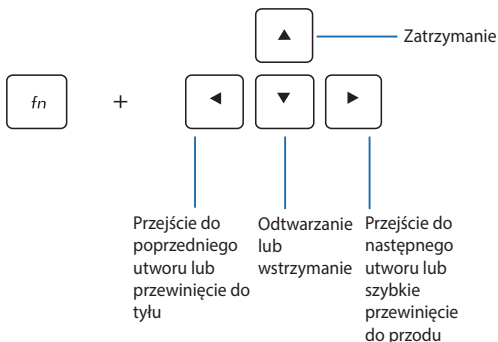 Zatrzymanie
fn
+
Przejście do
poprzedniego
utworu lub
przewinięcie do
tyłu
Odtwarzanie
lub
wstrzymanie
Przejście do
następnego
utworu lub
szybkie
przewinięcie
do przodu